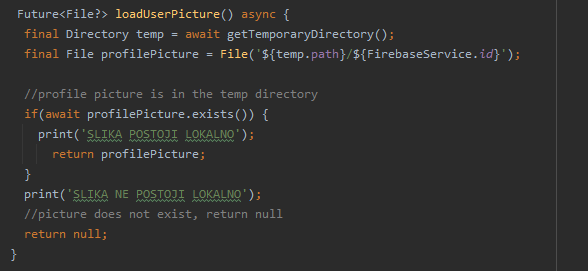 Future<File?> loadUserPicture() async {
final Directory temp = await getTemporaryDirectory();
final File profilePicture = File('${temp.path}/${FirebaseService.id}');
//profile picture is in the temp directory
if(await profilePicture.exists()) {
print('SLIKA POSTOJI LOKALNO');
return profilePicture;
}
print('SLIKA NE POSTOJI LOKALNO');
//picture does not exist, return null
return null;
}